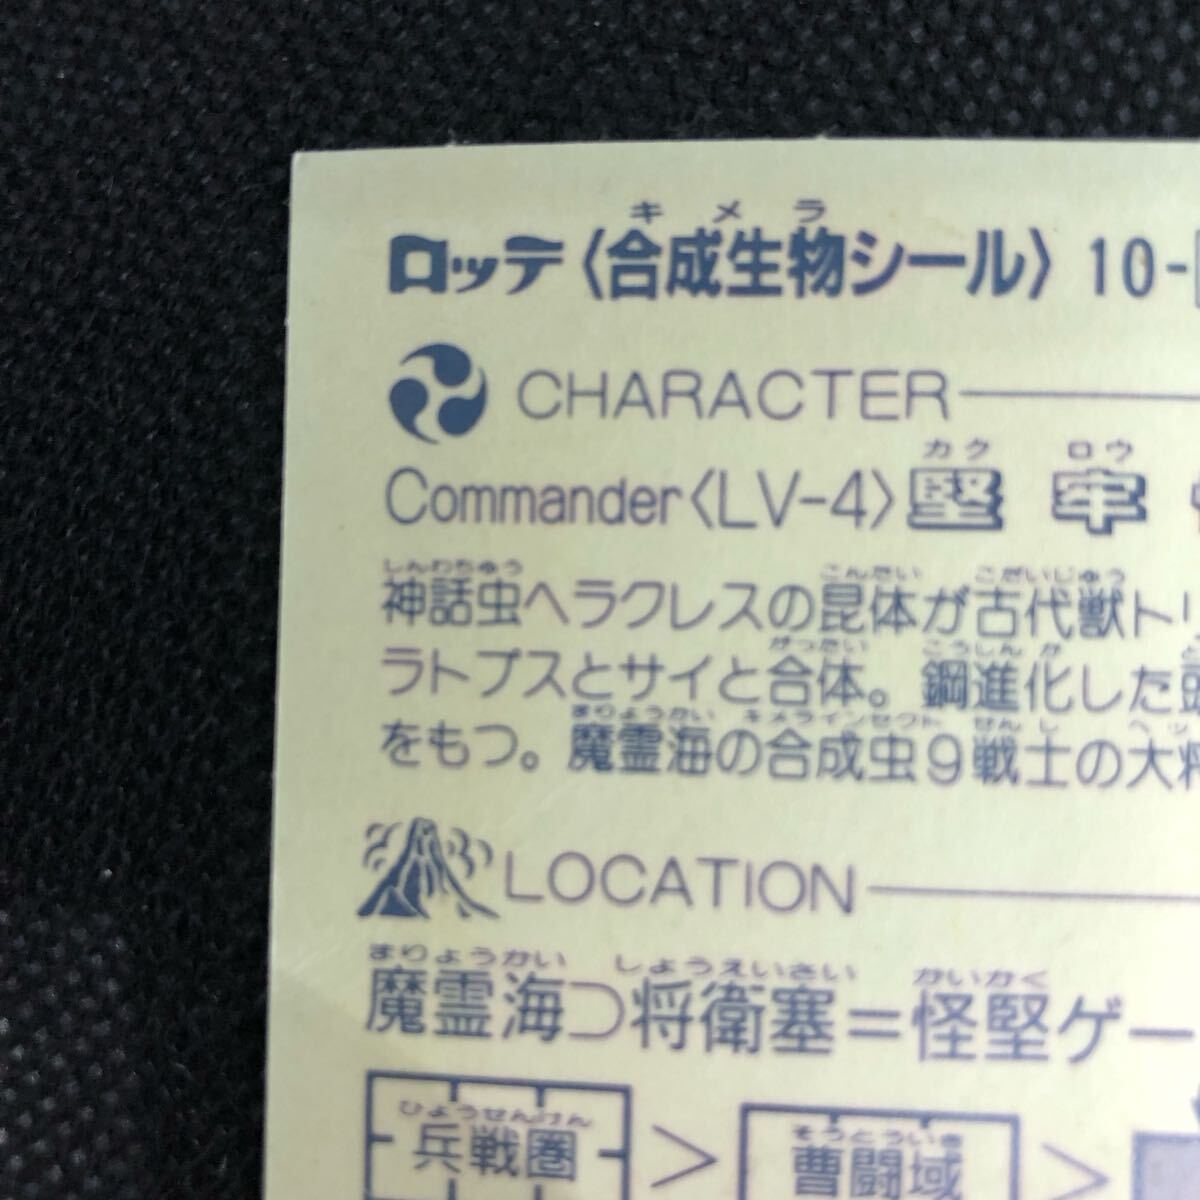 キメラ
ロッテ〈合成生物シール〉10-
CHARACTER
カク ロウ
Commander〈LV-4〉堅牢
しんわちゅう こんたい こだいじゅう
神話虫ヘラクレスの昆体が古代獣トリ
がったい こうしんか
ラトプスとサイと合体。鋼進化した頭
まりょうかい キメラインセクト せんし ヘッ
をもつ。魔霊海の合成虫9戦士の大将
LOCATION
まりょうかい しょうえいさい かいかく
魔霊海⊃将衛塞=怪堅ゲー
ひょうせんけん
兵戦圏>
そうとういき
曹闘域>